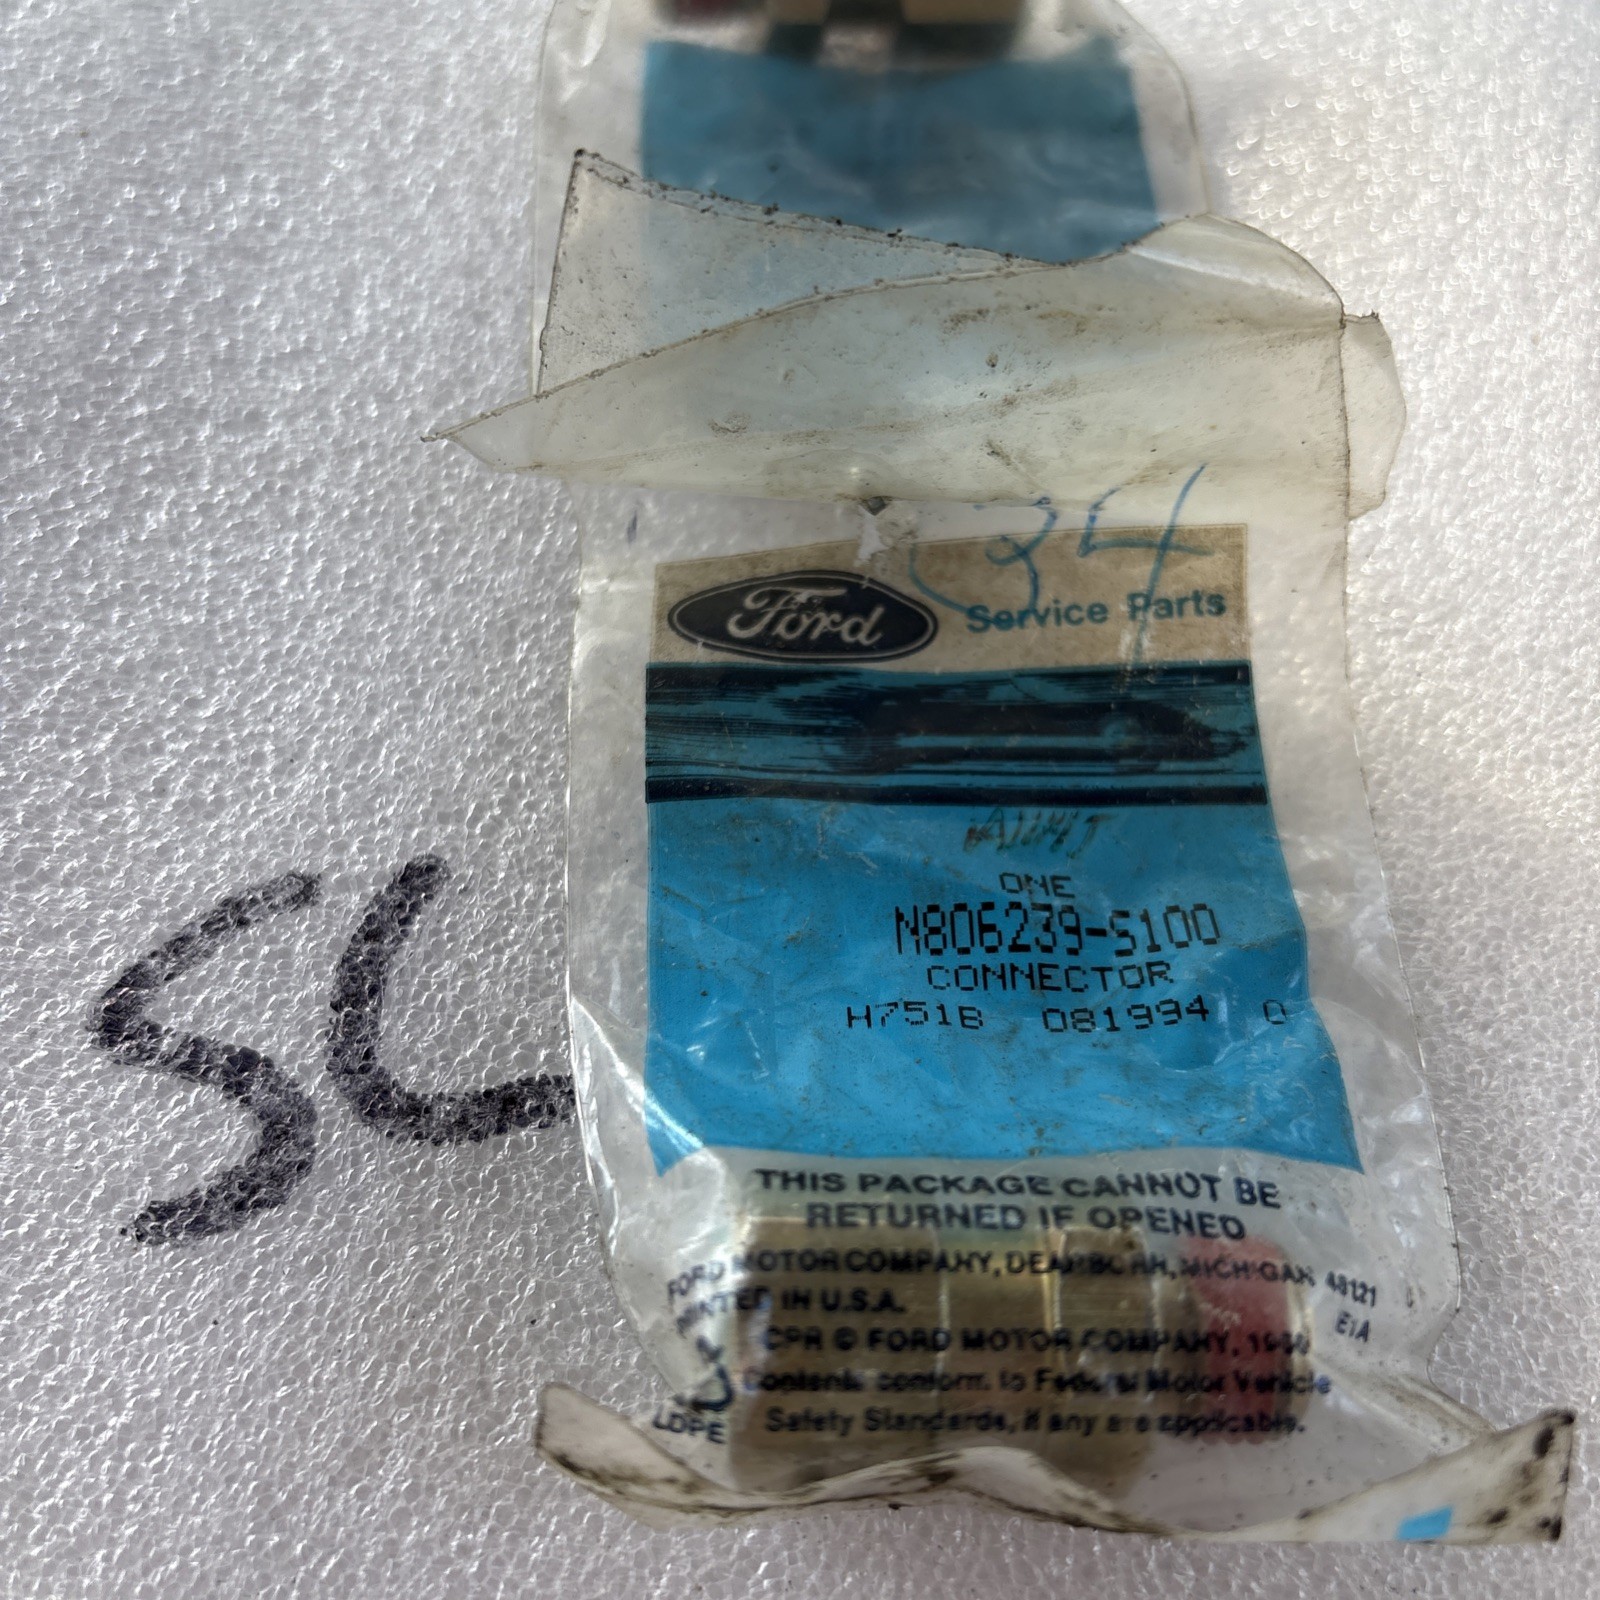 34
Ford Service Parts
ONE
N806239-S100
CONNECTOR
H751B 081994 0
SL
THIS PACKAGE CANNOT BE
RETURNED IF OPENED
FORD MOTOR COMPANY, DEARBORN, MICHIGAN 48121
PRINTED IN U.S.A.
E1A
CPR © FORD MOTOR COMPANY,
Contents conform to Federal Motor Vehicle
Safety Standards, if any are applicable.
LDPE